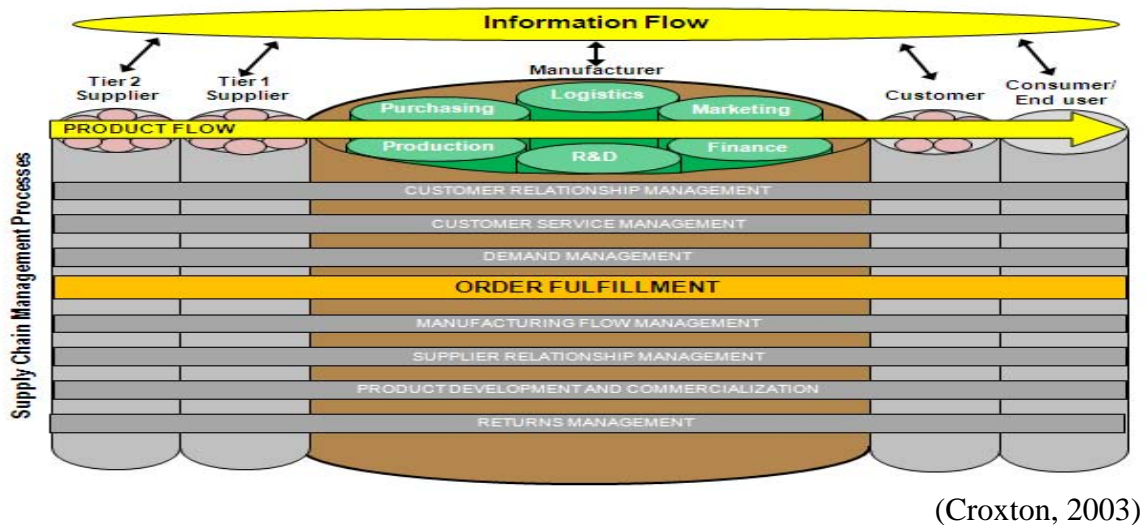 Information Flow
Tier 2
Supplier
Tier 1
Supplier
Manufacturer
Customer
Consumer/
End user
Purchasing
Logistics
Marketing
PRODUCT FLOW
Production
R&D
Finance
Supply Chain Management Processes
CUSTOMER RELATIONSHIP MANAGEMENT
CUSTOMER SERVICE MANAGEMENT
DEMAND MANAGEMENT
ORDER FULFILLMENT
MANUFACTURING FLOW MANAGEMENT
SUPPLIER RELATIONSHIP MANAGEMENT
PRODUCT DEVELOPMENT AND COMMERCIALIZATION
RETURNS MANAGEMENT
(Croxton, 2003)